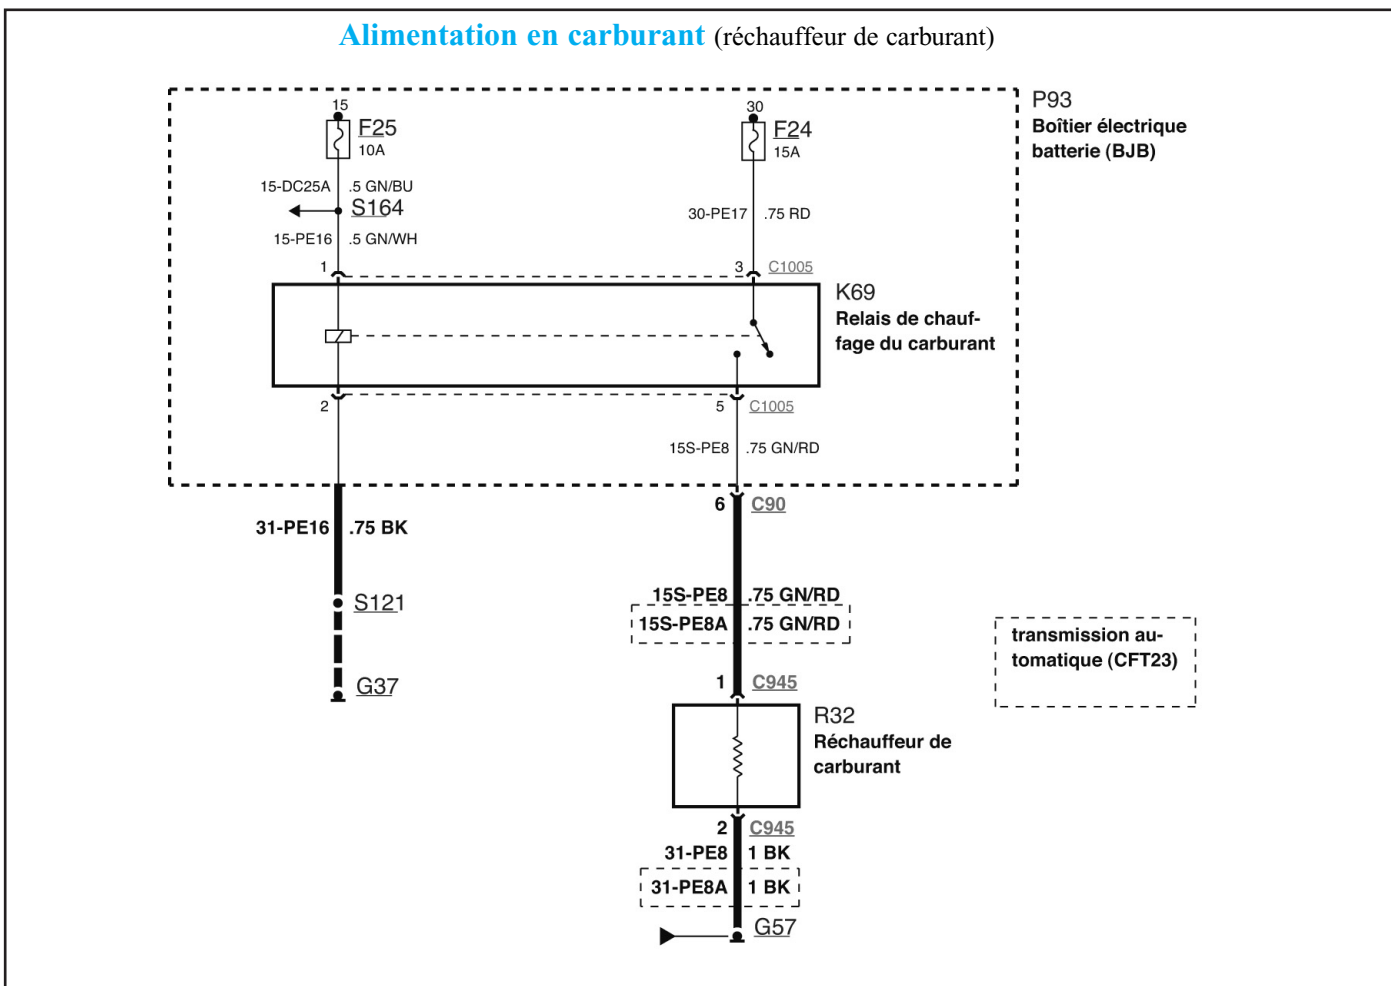 Alimentation en carburant (réchauffeur de carburant)
P93
Boîtier électrique
batterie (BJB)
15
F25
10A
30
F24
15A
15-DC25A .5 GN/BU
S164
15-PE16 .5 GN/WH
30-PE17 .75 RD
1
3 C1005
K69
Relais de chauf-
fage du carburant
2
5 C1005
15S-PE8 .75 GN/RD
6 C90
31-PE16 .75 BK
S121
G37
15S-PE8 .75 GN/RD
15S-PE8A .75 GN/RD
transmission au-
tomatique (CFT23)
1 C945
R32
Réchauffeur de
carburant
2 C945
31-PE8 1 BK
31-PE8A 1 BK
G57